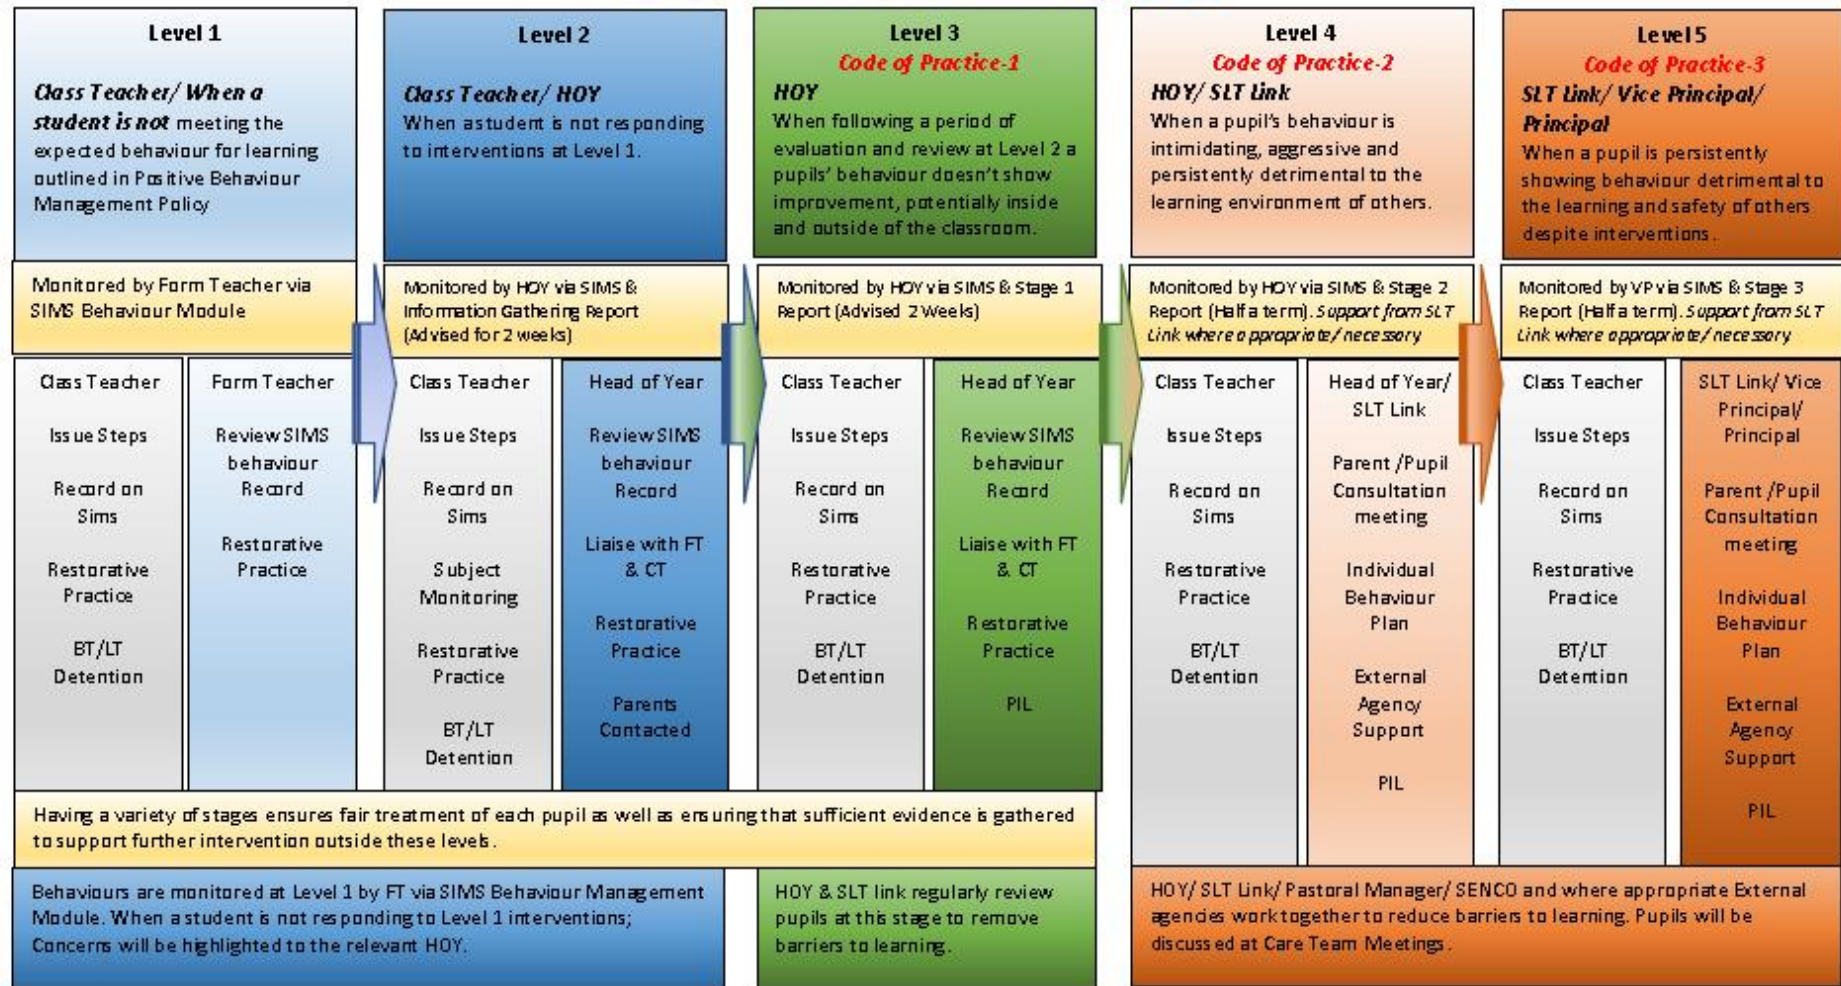 Level 1
Class Teacher/ When a
student is not meeting the
expected behaviour for learning
outlined in Positive Behaviour
Management Policy
Level 2
Class Teacher/ HOY
When a student is not responding
to interventions at Level 1.
Level 3
Code of Practice-1
HOY
When following a period of
evaluation and review at Level 2 a
pupils' behaviour doesn't show
improvement, potentially inside
and outside of the classroom.
Level 4
Code of Practice-2
HOY/ SLT Link
When a pupil's behaviour is
intimidating, aggressive and
persistently detrimental to the
learning environment of others.
Level 5
Code of Practice-3
SLT Link/ Vice Principal/
Principal
When a pupil is persistently
showing behaviour detrimental to
the learning and safety of others
despite interventions.
Monitored by Form Teacher via
SIMS Behaviour Module
Monitored by HOY via SIMS &
Information Gathering Report
(Advised for 2 weeks)
Monitored by HOY via SIMS & Stage 1
Report (Advised 2 Weeks)
Monitored by HOY via SIMS & Stage 2
Report (Half a term). Support from SLT
Link where appropriate/ necessary
Monitored by VP via SIMS & Stage 3
Report (Half a term). Support from SLT
Link where appropriate/ necessary
Class Teacher
Issue Steps
Record on
Sims
Restorative
Practice
BT/LT
Detention
Form Teacher
Review SIMS
behaviour
Record
Restorative
Practice
Class Teacher
Issue Steps
Record on
Sims
Subject
Monitoring
Restorative
Practice
BT/LT
Detention
Head of Year
Review SIMS
behaviour
Record
Liaise with FT
& CT
Restorative
Practice
Parents
Contacted
Class Teacher
Issue Steps
Record on
Sims
Restorative
Practice
BT/LT
Detention
Head of Year
Review SIMS
behaviour
Record
Liaise with FT
& CT
Restorative
Practice
PIL
Class Teacher
Issue Steps
Record on
Sims
Restorative
Practice
BT/LT
Detention
Head of Year/
SLT Link
Parent /Pupil
Consultation
meeting
Individual
Behaviour
Plan
External
Agency
Support
PIL
Class Teacher
Issue Steps
Record on
Sims
Restorative
Practice
BT/LT
Detention
SLT Link/ Vice
Principal/
Principal
Parent /Pupil
Consultation
meeting
Individual
Behaviour
Plan
External
Agency
Support
PIL
Having a variety of stages ensures fair treatment of each pupil as well as ensuring that sufficient evidence is gathered
to support further intervention outside these levels.
Behaviours are monitored at Level 1 by FT via SIMS Behaviour Management
Module. When a student is not responding to Level 1 interventions;
Concerns will be highlighted to the relevant HOY.
HOY & SLT link regularly review
pupils at this stage to remove
barriers to learning.
HOY/ SLT Link/ Pastoral Manager/ SENCO and where appropriate External
agencies work together to reduce barriers to learning. Pupils will be
discussed at Care Team Meetings.